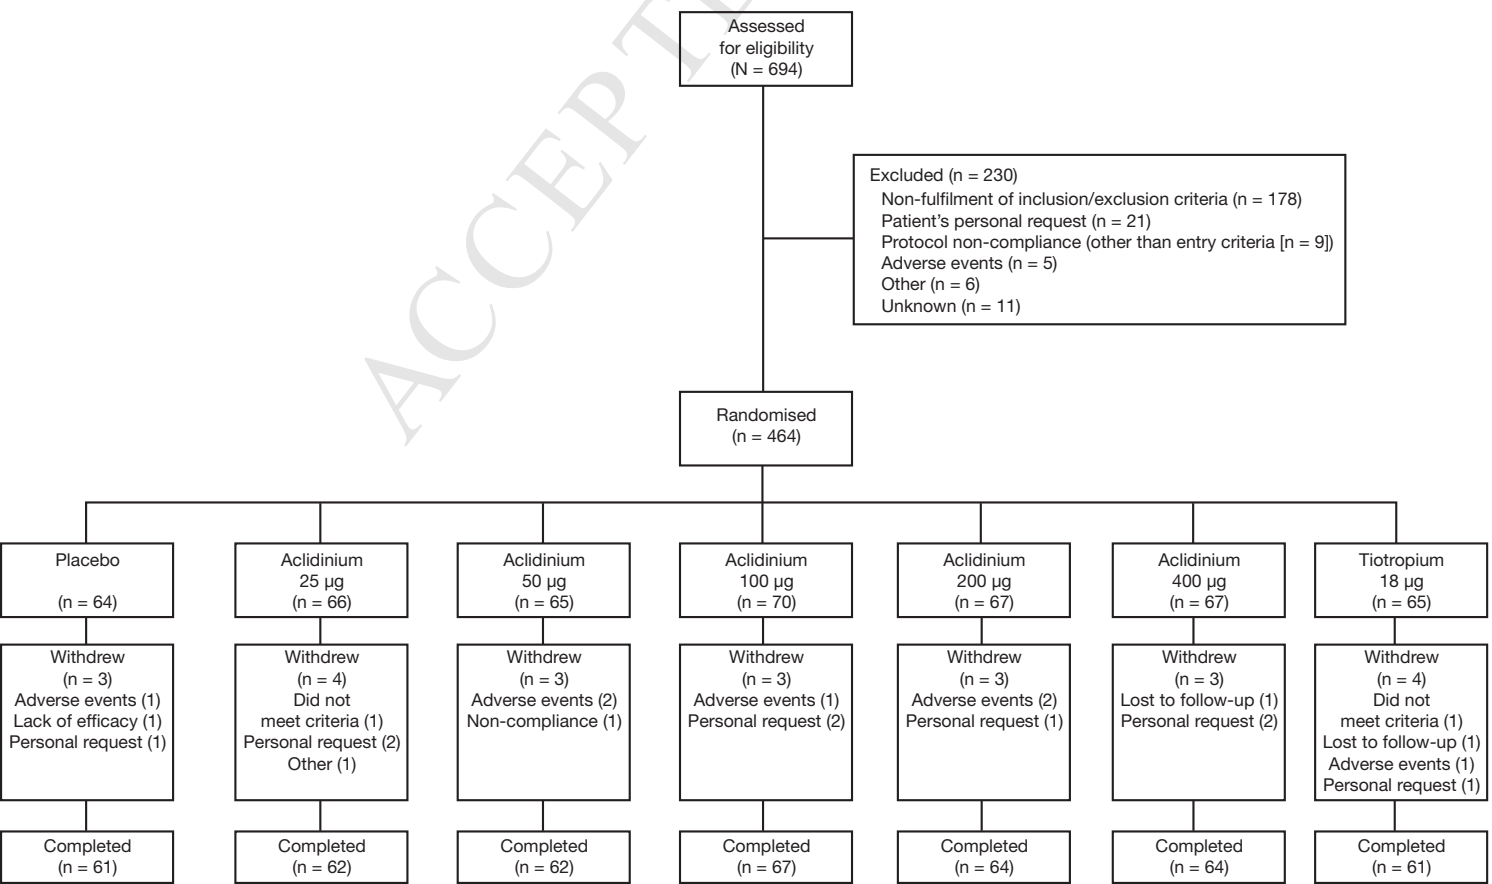 Assessed
for eligibility
(N = 694)
Excluded (n = 230)
Non-fulfilment of inclusion/exclusion criteria (n = 178)
Patient's personal request (n = 21)
Protocol non-compliance (other than entry criteria [n = 9])
Adverse events (n = 5)
Other (n = 6)
Unknown (n = 11)
Randomised
(n = 464)
Placebo
(n = 64)
Aclidinium
25 µg
(n = 66)
Aclidinium
50 µg
(n = 65)
Aclidinium
100 µg
(n = 70)
Aclidinium
200 µg
(n = 67)
Aclidinium
400 µg
(n = 67)
Tiotropium
18 µg
(n = 65)
Withdrew
(n = 3)
Adverse events (1)
Lack of efficacy (1)
Personal request (1)
Withdrew
(n = 4)
Did not
meet criteria (1)
Personal request (2)
Other (1)
Withdrew
(n = 3)
Adverse events (2)
Non-compliance (1)
Withdrew
(n = 3)
Adverse events (1)
Personal request (2)
Withdrew
(n = 3)
Adverse events (2)
Personal request (1)
Withdrew
(n = 3)
Lost to follow-up (1)
Personal request (2)
Withdrew
(n = 4)
Did not
meet criteria (1)
Lost to follow-up (1)
Adverse events (1)
Personal request (1)
Completed
(n = 61)
Completed
(n = 62)
Completed
(n = 62)
Completed
(n = 67)
Completed
(n = 64)
Completed
(n = 64)
Completed
(n = 61)
ACCEPTE